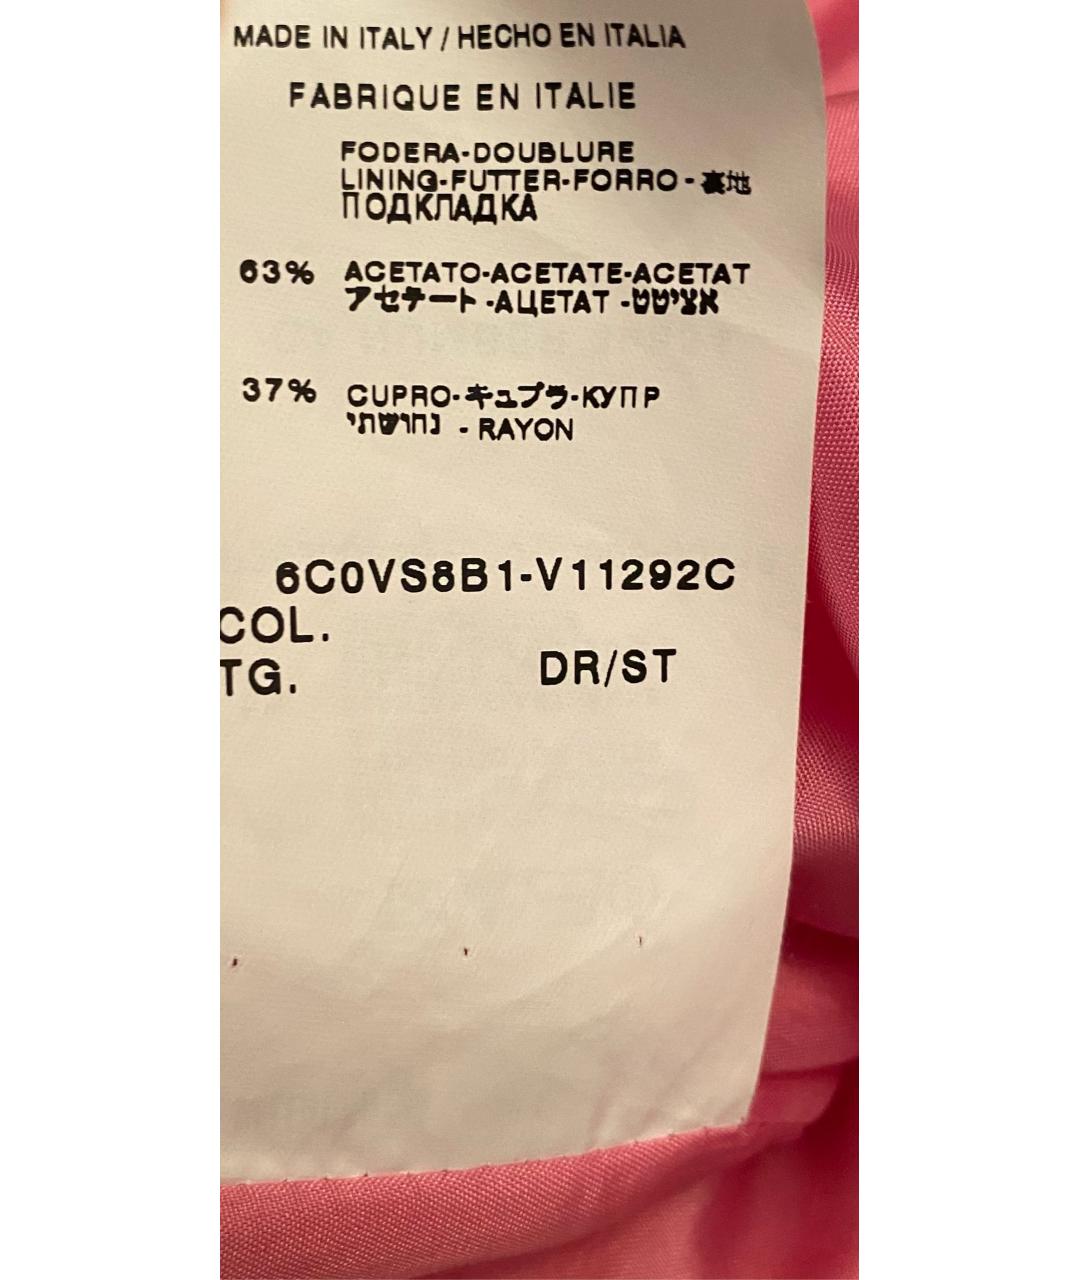 MADE IN ITALY / HECHO EN ITALIA
FABRIQUE EN ITALIE
FODERA-DOUBLURE
LINING-FUTTER-FORRO - 裏地
ПОДКЛАДКА
63% ACETATO-ACETATE-ACETAT
アセテート -АЦЕТАТ -אציטט
37% CUPRO-キュプラ-КУПР
נחושתי - RAYON
6C0VS8B1-V11292C
COL.
TG. DR/ST